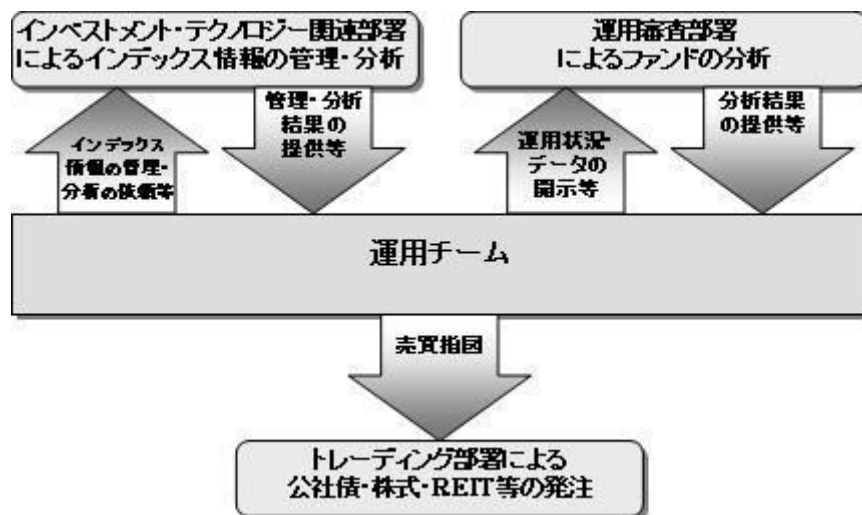 インベストメント・テクノロジー関連部署
によるインデックス情報の管理・分析
運用審査部署
によるファンドの分析
インデックス
情報の管理・
分析の依頼等
管理・分析
結果の
提供等
運用状況・
データの
開示等
分析結果
の提供等
運用チーム
売買指図
トレーディング部署による
公社債・株式・REIT等の発注